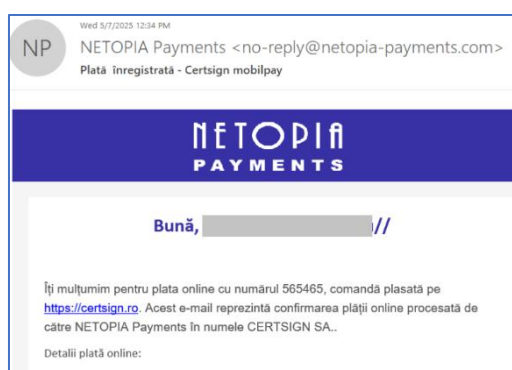 Wed 5/7/2025 12:34 PM
NP
NETOPIA Payments <no-reply@netopia-payments.com>
Plată înregistrată - Certsign mobilpay
NETOPIA
PAYMENTS
Bună, //
Îți mulțumim pentru plata online cu numărul 565465, comandă plasată pe
https://certsign.ro. Acest e-mail reprezintă confirmarea plății online procesată de
către NETOPIA Payments în numele CERTSIGN SA..
Detalii plată online: